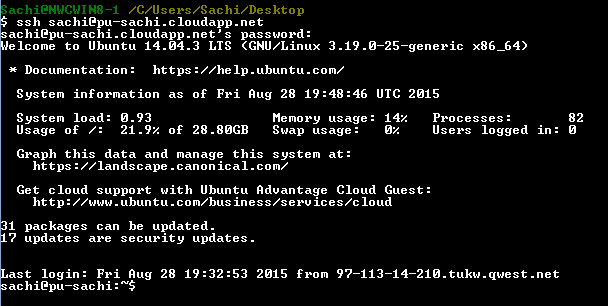 Sachi@NWCWIN8-1 /C/Users/Sachi/Desktop
$ ssh sachi@pu-sachi.cloudapp.net
sachi@pu-sachi.cloudapp.net's password:
Welcome to Ubuntu 14.04.3 LTS (GNU/Linux 3.19.0-25-generic x86_64)
* Documentation:  https://help.ubuntu.com/
System information as of Fri Aug 28 19:48:46 UTC 2015
System load: 0.93 Memory usage: 14% Processes: 82
Usage of /: 21.9% of 28.80GB Swap usage: 0% Users logged in: 0
Graph this data and manage this system at:
https://landscape.canonical.com/
Get cloud support with Ubuntu Advantage Cloud Guest:
http://www.ubuntu.com/business/services/cloud
31 packages can be updated.
17 updates are security updates.
Last login: Fri Aug 28 19:32:53 2015 from 97-113-14-210.tukw.qwest.net
sachi@pu-sachi:~$